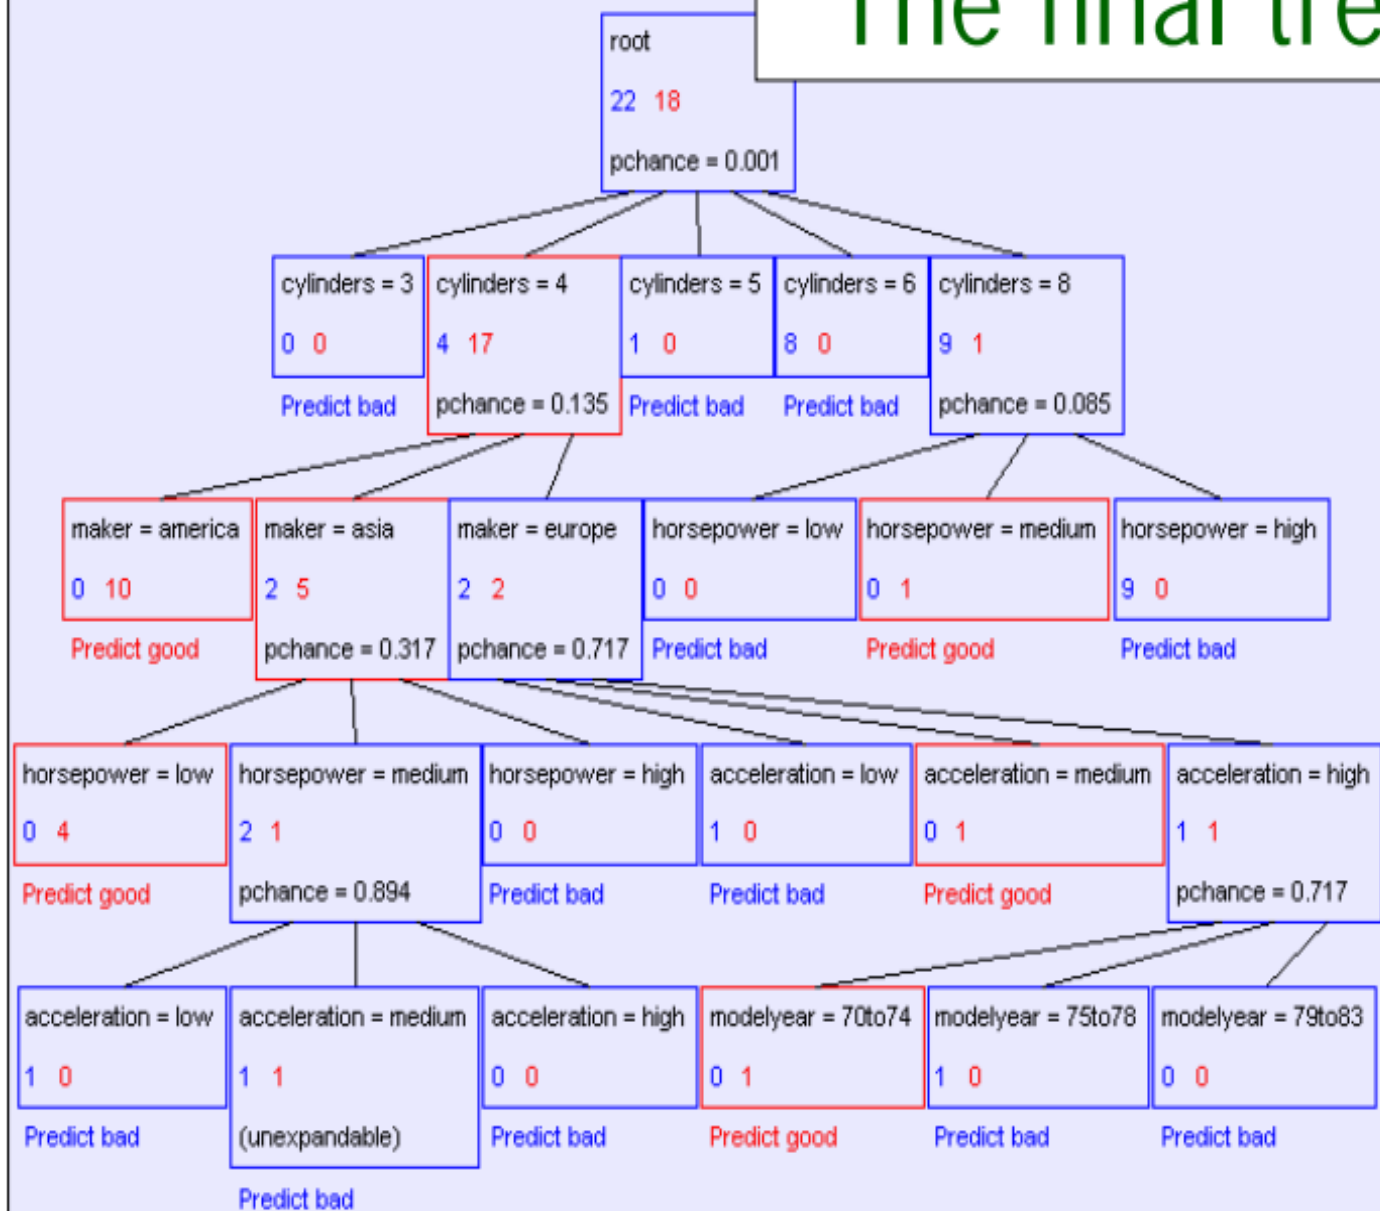 The final tre
root
22 18
pchance = 0.001
cylinders = 3
0 0
Predict bad
cylinders = 4
4 17
pchance = 0.135
cylinders = 5
1 0
Predict bad
cylinders = 6
8 0
Predict bad
cylinders = 8
9 1
pchance = 0.085
maker = america
0 10
Predict good
maker = asia
2 5
pchance = 0.317
maker = europe
2 2
pchance = 0.717
horsepower = low
0 0
Predict bad
horsepower = medium
0 1
Predict good
horsepower = high
9 0
Predict bad
horsepower = low
0 4
Predict good
horsepower = medium
2 1
pchance = 0.894
horsepower = high
0 0
Predict bad
acceleration = low
1 0
Predict bad
acceleration = medium
0 1
Predict good
acceleration = high
1 1
pchance = 0.717
acceleration = low
1 0
Predict bad
acceleration = medium
1 1
(unexpandable)
Predict bad
acceleration = high
0 0
Predict bad
modelyear = 70to74
0 1
Predict good
modelyear = 75to78
1 0
Predict bad
modelyear = 79to83
0 0
Predict bad